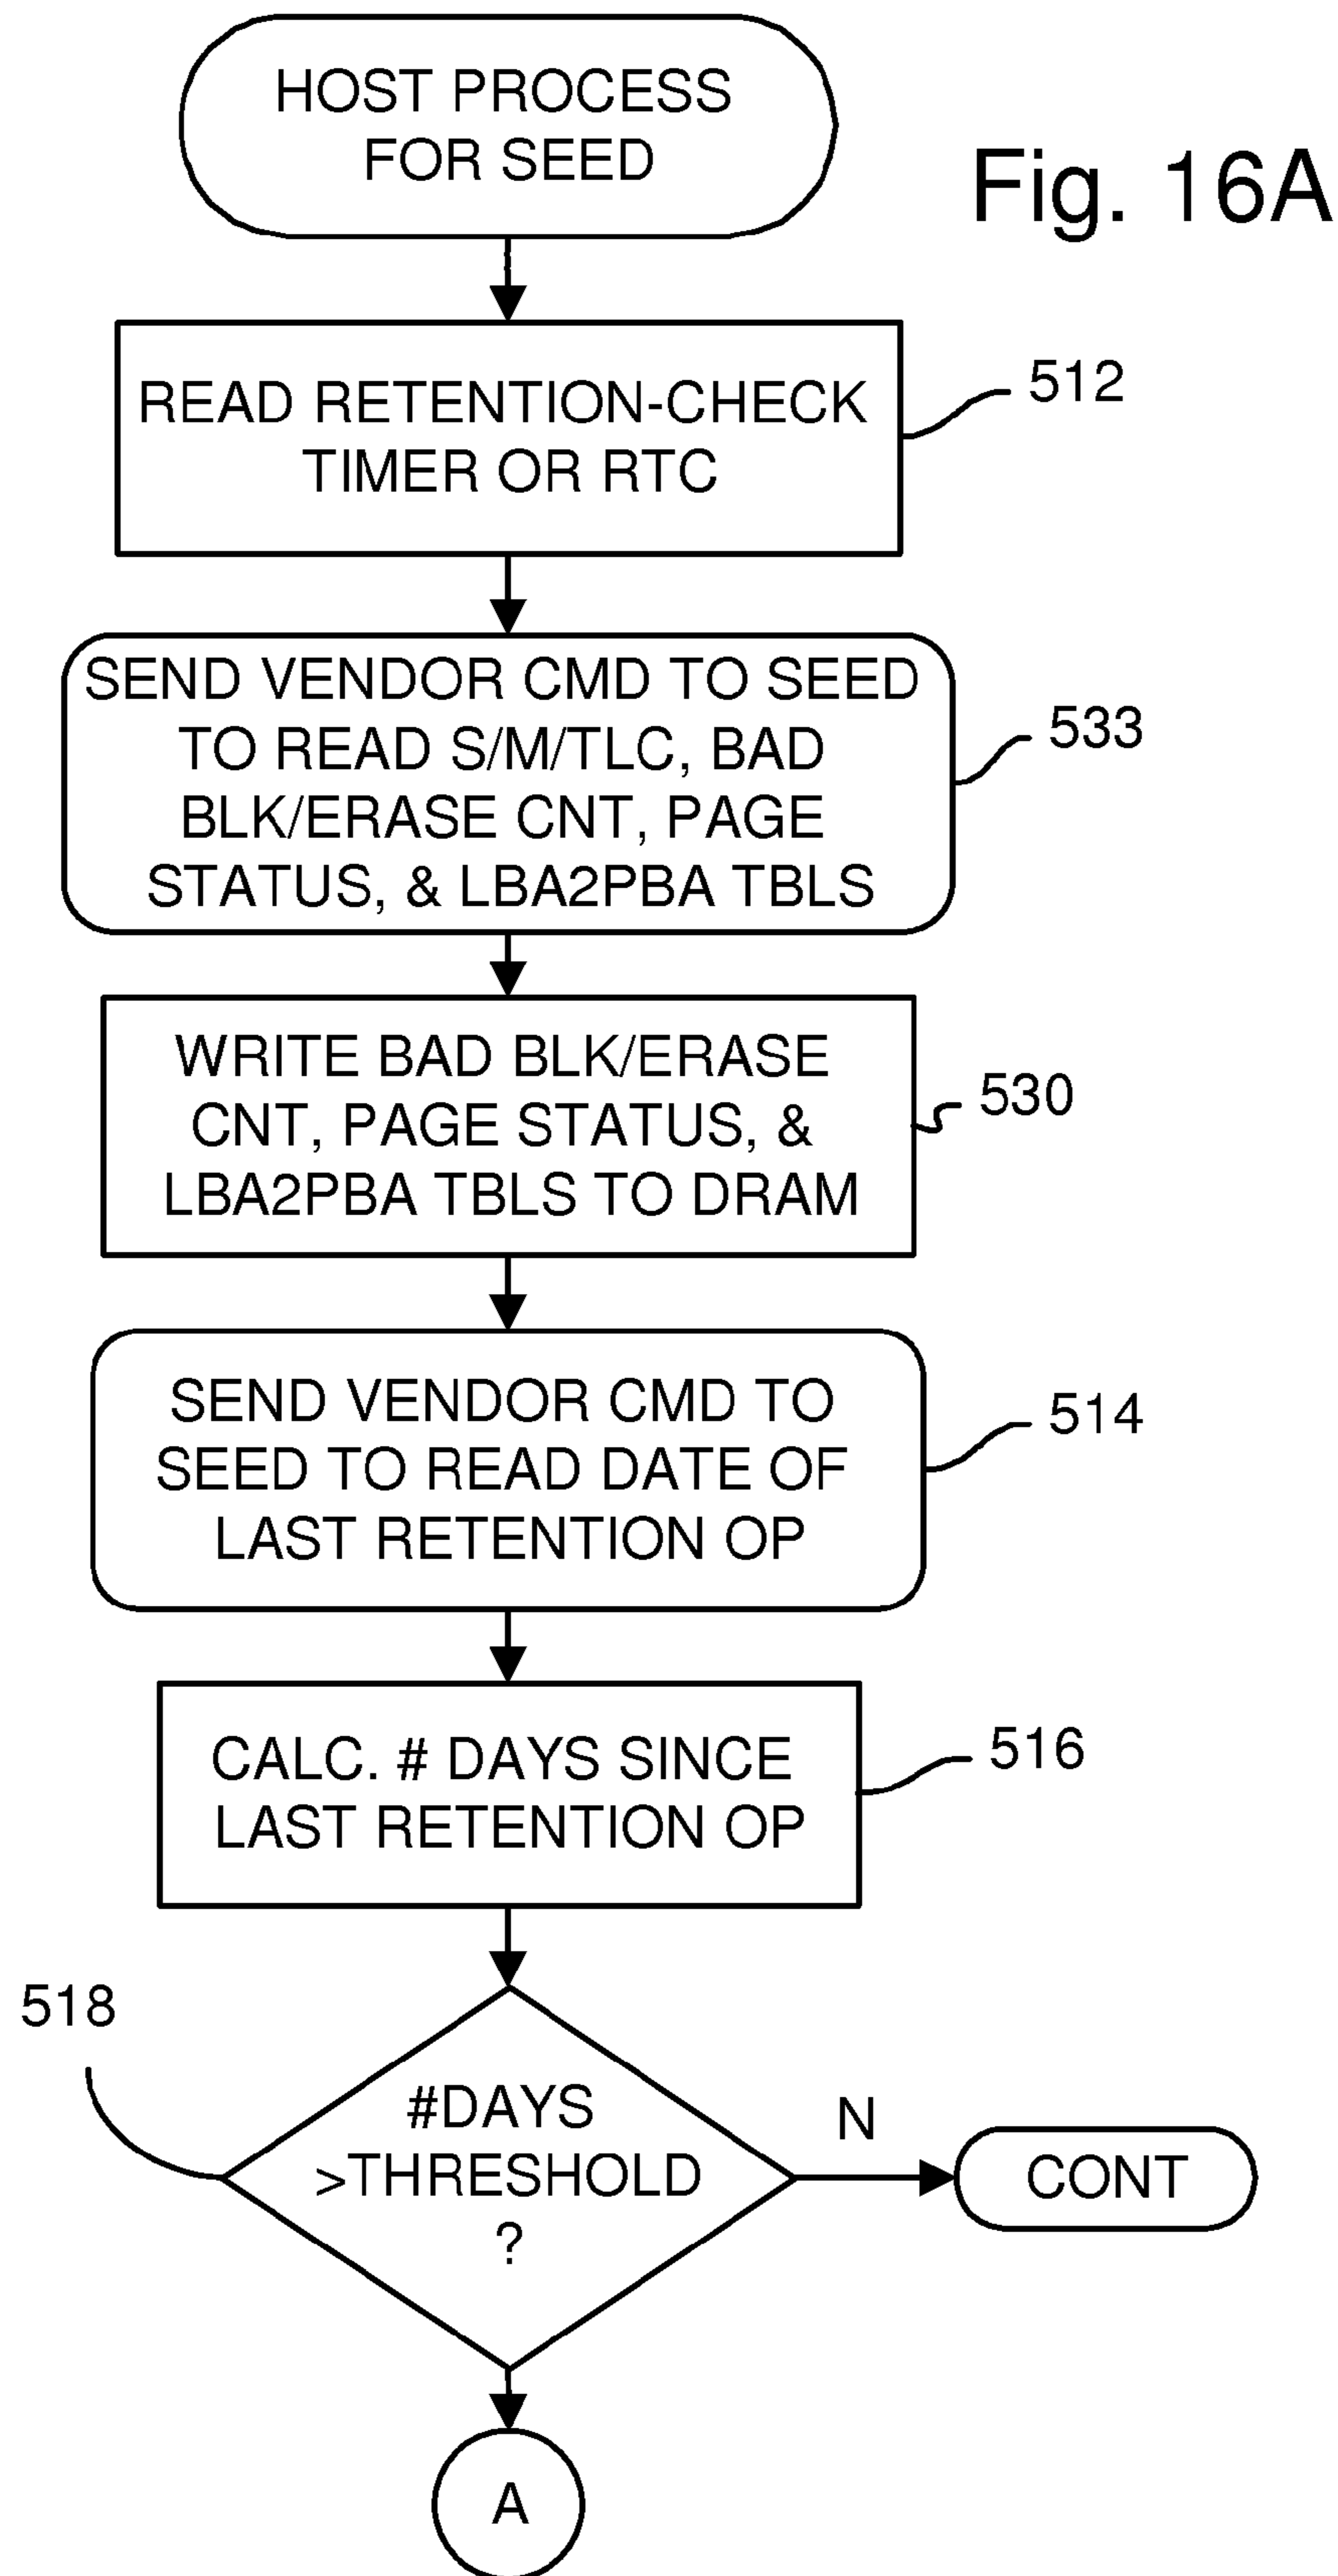 HOST PROCESS
FOR SEED
Fig. 16A
READ RETENTION-CHECK
TIMER OR RTC
512
SEND VENDOR CMD TO SEED
TO READ S/M/TLC, BAD
BLK/ERASE CNT, PAGE
STATUS, & LBA2PBA TBLS
533
WRITE BAD BLK/ERASE
CNT, PAGE STATUS, &
LBA2PBA TBLS TO DRAM
530
SEND VENDOR CMD TO
SEED TO READ DATE OF
LAST RETENTION OP
514
CALC. # DAYS SINCE
LAST RETENTION OP
516
518
#DAYS
>THRESHOLD
?
N
CONT
A